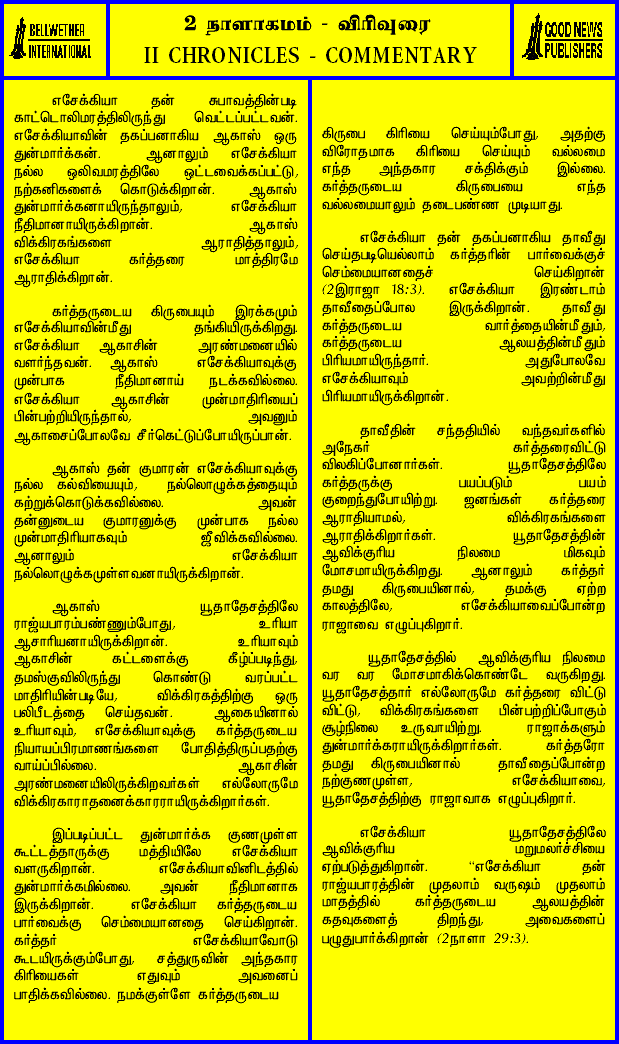 BELLWETHER
INTERNATIONAL
2 நாளாகமம் - விரிவுரை
II CHRONICLES - COMMENTARY
GOOD NEWS
PUBLISHERS
எசேக்கியா தன் சுபாவத்தின்படி
காட்டொலிமரத்திலிருந்து வெட்டப்பட்டவன்.
எசேக்கியாவின் தகப்பனாகிய ஆகாஸ் ஒரு
துன்மார்க்கன். ஆனாலும் எசேக்கியா
நல்ல ஒலிவமரத்திலே ஒட்டவைக்கப்பட்டு,
நற்கனிகளைக் கொடுக்கிறான். ஆகாஸ்
துன்மார்க்கனாயிருந்தாலும், எசேக்கியா
நீதிமானாயிருக்கிறான். ஆகாஸ்
விக்கிரகங்களை ஆராதித்தாலும்,
எசேக்கியா கர்த்தரை மாத்திரமே
ஆராதிக்கிறான்.
கர்த்தருடைய கிருபையும் இரக்கமும்
எசேக்கியாவின்மீது தங்கியிருக்கிறது.
எசேக்கியா ஆகாசின் அரண்மனையில்
வளர்ந்தவன். ஆகாஸ் எசேக்கியாவுக்கு
முன்பாக நீதிமானாய் நடக்கவில்லை.
எசேக்கியா ஆகாசின் முன்மாதிரியைப்
பின்பற்றியிருந்தால், அவனும்
ஆகாசைப்போலவே சீர்கெட்டுப்போயிருப்பான்.
ஆகாஸ் தன் குமாரன் எசேக்கியாவுக்கு
நல்ல கல்வியையும், நல்லொழுக்கத்தையும்
கற்றுக்கொடுக்கவில்லை. அவன்
தன்னுடைய குமாரனுக்கு முன்பாக நல்ல
முன்மாதிரியாகவும் ஜீவிக்கவில்லை.
ஆனாலும் எசேக்கியா
நல்லொழுக்கமுள்ளவனாயிருக்கிறான்.
ஆகாஸ் யூதாதேசத்திலே
ராஜ்யபாரம்பண்ணும்போது, உரியா
ஆசாரியனாயிருக்கிறான். உரியாவும்
ஆகாசின் கட்டளைக்கு கீழ்ப்படிந்து,
தமஸ்குவிலிருந்து கொண்டு வரப்பட்ட
மாதிரியின்படியே, விக்கிரகத்திற்கு ஒரு
பலிபீடத்தை செய்தவன். ஆகையினால்
உரியாவும், எசேக்கியாவுக்கு கர்த்தருடைய
நியாயப்பிரமாணங்களை போதித்திருப்பதற்கு
வாய்ப்பில்லை. ஆகாசின்
அரண்மனையிலிருக்கிறவர்கள் எல்லோருமே
விக்கிரகாராதனைக்காரராயிருக்கிறார்கள்.
இப்படிப்பட்ட துன்மார்க்க குணமுள்ள
கூட்டத்தாருக்கு மத்தியிலே எசேக்கியா
வளருகிறான். எசேக்கியாவினிடத்தில்
துன்மார்க்கமில்லை. அவன் நீதிமானாக
இருக்கிறான். எசேக்கியா கர்த்தருடைய
பார்வைக்கு செம்மையானதை செய்கிறான்.
கர்த்தர் எசேக்கியாவோடு
கூடயிருக்கும்போது, சத்துருவின் அந்தகார
கிரியைகள் எதுவும் அவனைப்
பாதிக்கவில்லை. நமக்குள்ளே கர்த்தருடைய
கிருபை கிரியை செய்யும்போது, அதற்கு
விரோதமாக கிரியை செய்யும் வல்லமை
எந்த அந்தகார சக்திக்கும் இல்லை.
கர்த்தருடைய கிருபையை எந்த
வல்லமையாலும் தடைபண்ண முடியாது.
எசேக்கியா தன் தகப்பனாகிய தாவீது
செய்தபடியெல்லாம் கர்த்தரின் பார்வைக்குச்
செம்மையானதைச் செய்கிறான்
(2இராஜா 18:3). எசேக்கியா இரண்டாம்
தாவீதைப்போல இருக்கிறான். தாவீது
கர்த்தருடைய வார்த்தையின்மீதும்,
கர்த்தருடைய ஆலயத்தின்மீதும்
பிரியமாயிருந்தார். அதுபோலவே
எசேக்கியாவும் அவற்றின்மீது
பிரியமாயிருக்கிறான்.
தாவீதின் சந்ததியில் வந்தவர்களில்
அநேகர் கர்த்தரைவிட்டு
விலகிப்போனார்கள். யூதாதேசத்திலே
கர்த்தருக்கு பயப்படும் பயம்
குறைந்துபோயிற்று. ஜனங்கள் கர்த்தரை
ஆராதியாமல், விக்கிரகங்களை
ஆராதிக்கிறார்கள். யூதாதேசத்தின்
ஆவிக்குரிய நிலமை மிகவும்
மோசமாயிருக்கிறது. ஆனாலும் கர்த்தர்
தமது கிருபையினால், தமக்கு ஏற்ற
காலத்திலே, எசேக்கியாவைப்போன்ற
ராஜாவை எழுப்புகிறார்.
யூதாதேசத்தில் ஆவிக்குரிய நிலமை
வர வர மோசமாகிக்கொண்டே வருகிறது.
யூதாதேசத்தார் எல்லோருமே கர்த்தரை விட்டு
விட்டு, விக்கிரகங்களை பின்பற்றிப்போகும்
சூழ்நிலை உருவாயிற்று. ராஜாக்களும்
துன்மார்க்கராயிருக்கிறார்கள். கர்த்தரோ
தமது கிருபையினால் தாவீதைப்போன்ற
நற்குணமுள்ள, எசேக்கியாவை,
யூதாதேசத்திற்கு ராஜாவாக எழுப்புகிறார்.
எசேக்கியா யூதாதேசத்திலே
ஆவிக்குரிய மறுமலர்ச்சியை
ஏற்படுத்துகிறான். “எசேக்கியா தன்
ராஜ்யபாரத்தின் முதலாம் வருஷம் முதலாம்
மாதத்தில் கர்த்தருடைய ஆலயத்தின்
கதவுகளைத் திறந்து, அவைகளைப்
பழுதுபார்க்கிறான் (2நாளா 29:3).